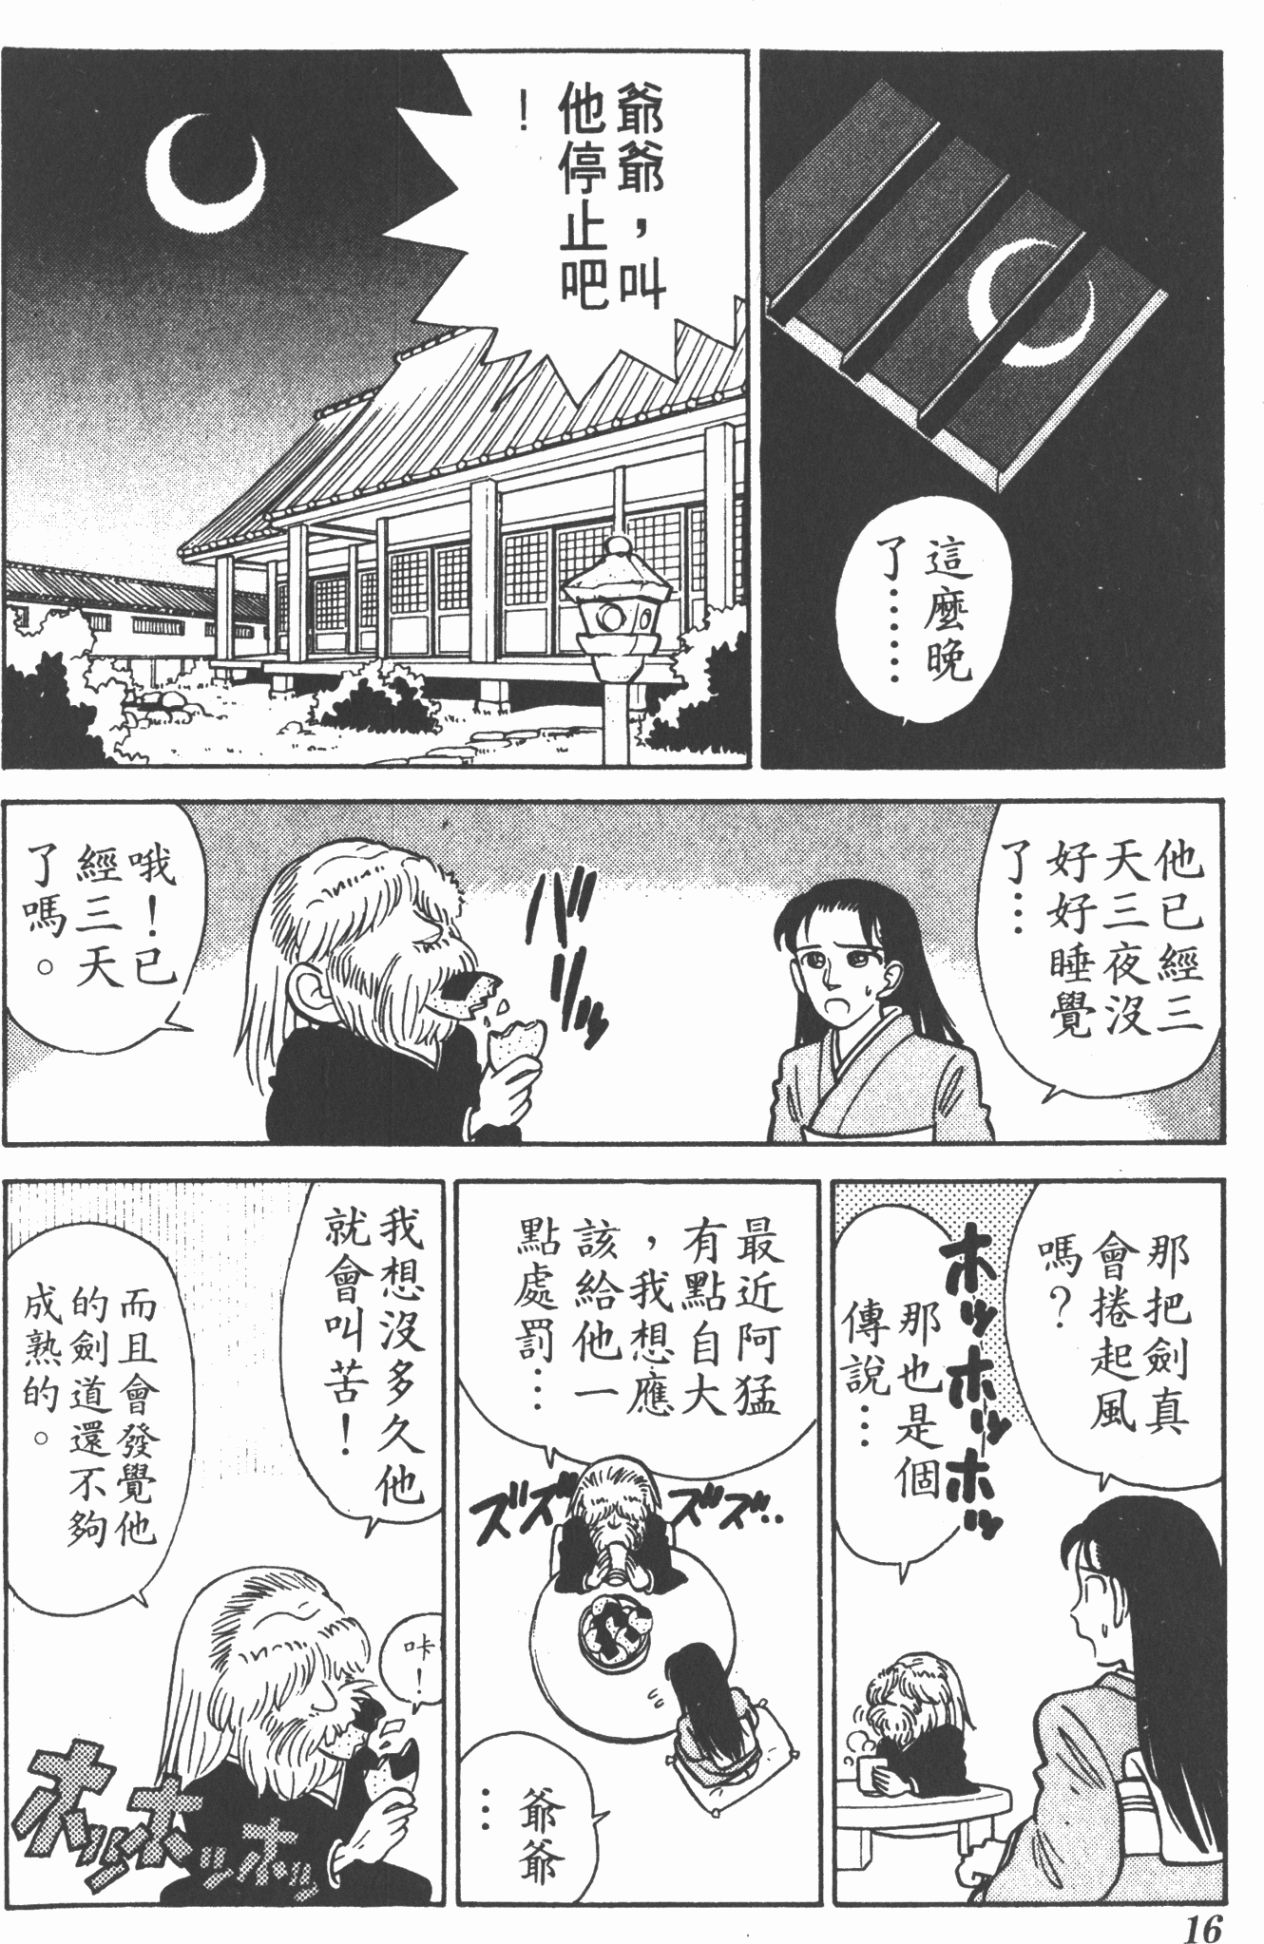 這麼晚
了……
爺爺，叫
他停止吧
！
他已經三
天三夜沒
好好睡覺
了…
哦！已
經三天
了嗎。
バリバリ
那把劍真
會捲起風
嗎？
那也是個
傳說…
ホッホッホッ
最近阿猛
有點自大
，我想應
該給他一
點處罰…
ズズズズ..
爺爺
…
我想沒多久他
就會叫苦！
而且會發覺他
的劍道還不夠
成熟的。
咔！
ホッホッホッ
16